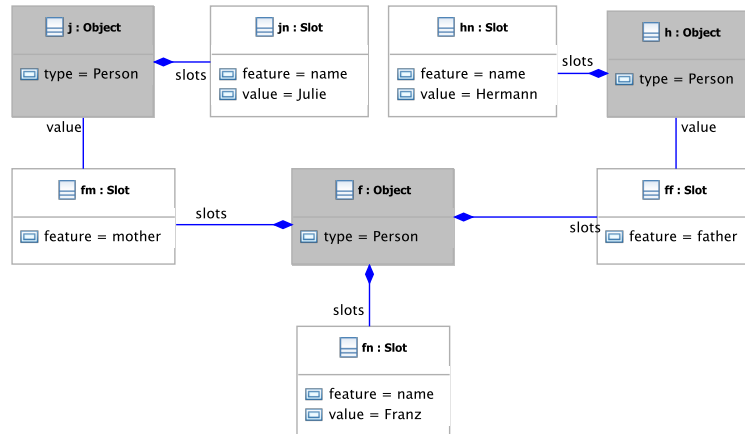 j : Object
type = Person
slots
jn : Slot
feature = name
value = Julie
hn : Slot
feature = name
value = Hermann
slots
h : Object
type = Person
value
value
fm : Slot
feature = mother
slots
f : Object
type = Person
slots
ff : Slot
feature = father
slots
fn : Slot
feature = name
value = Franz